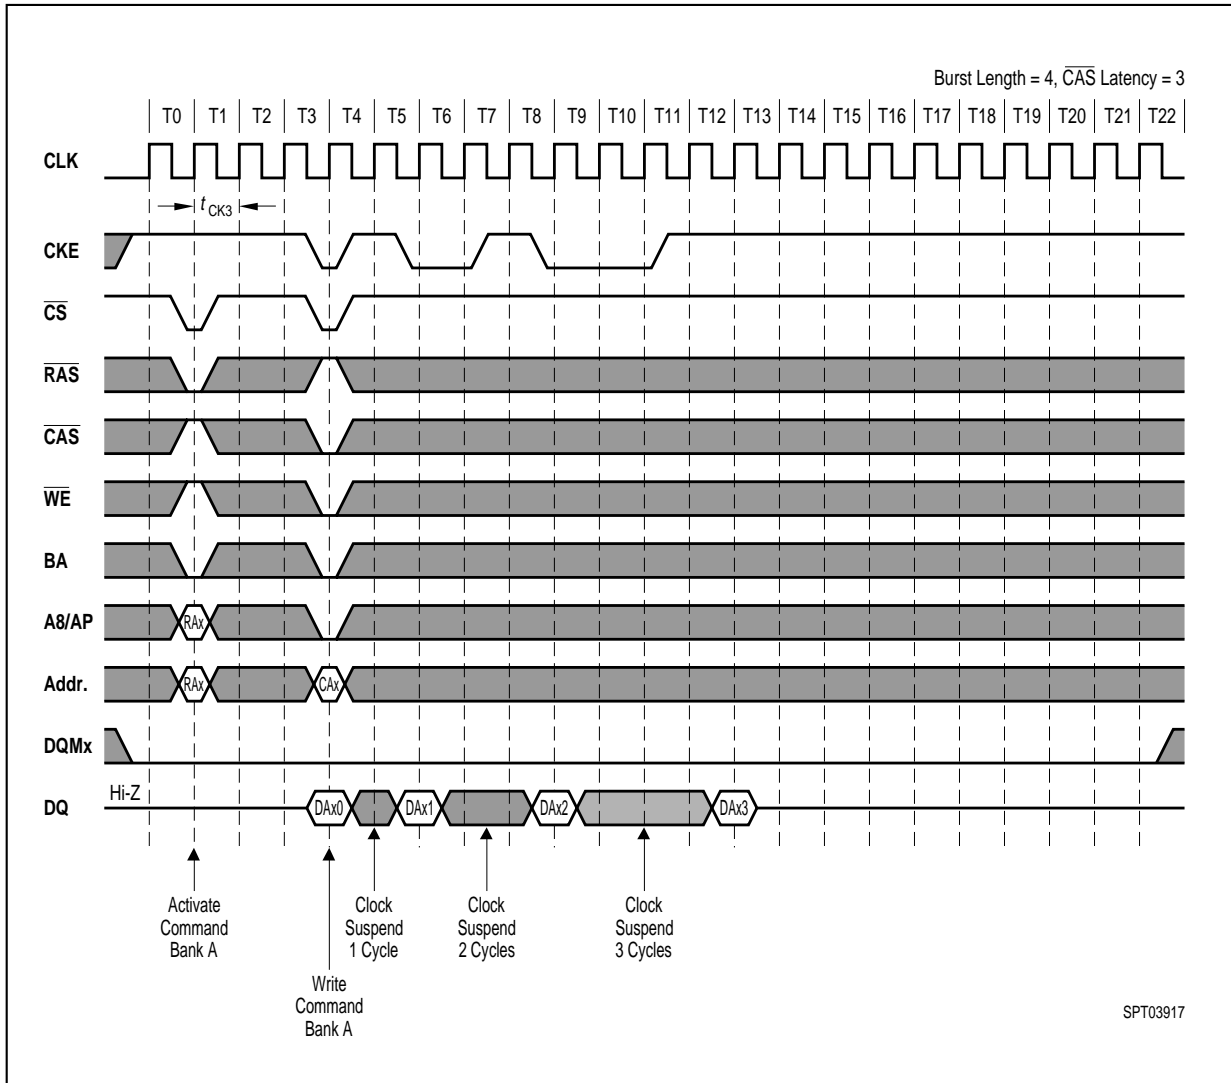 Burst Length = 4, CAS Latency = 3
T0 T1 T2 T3 T4 T5 T6 T7 T8 T9 T10 T11 T12 T13 T14 T15 T16 T17 T18 T19 T20 T21 T22
CLK
t CK3
CKE
CS
RAS
CAS
WE
BA
A8/AP RAx
Addr. RAx CAx
DQMx
DQ Hi-Z DAx0 DAx1 DAx2 DAx3
Activate
Command
Bank A
Write
Command
Bank A
Clock
Suspend
1 Cycle
Clock
Suspend
2 Cycles
Clock
Suspend
3 Cycles
SPT03917